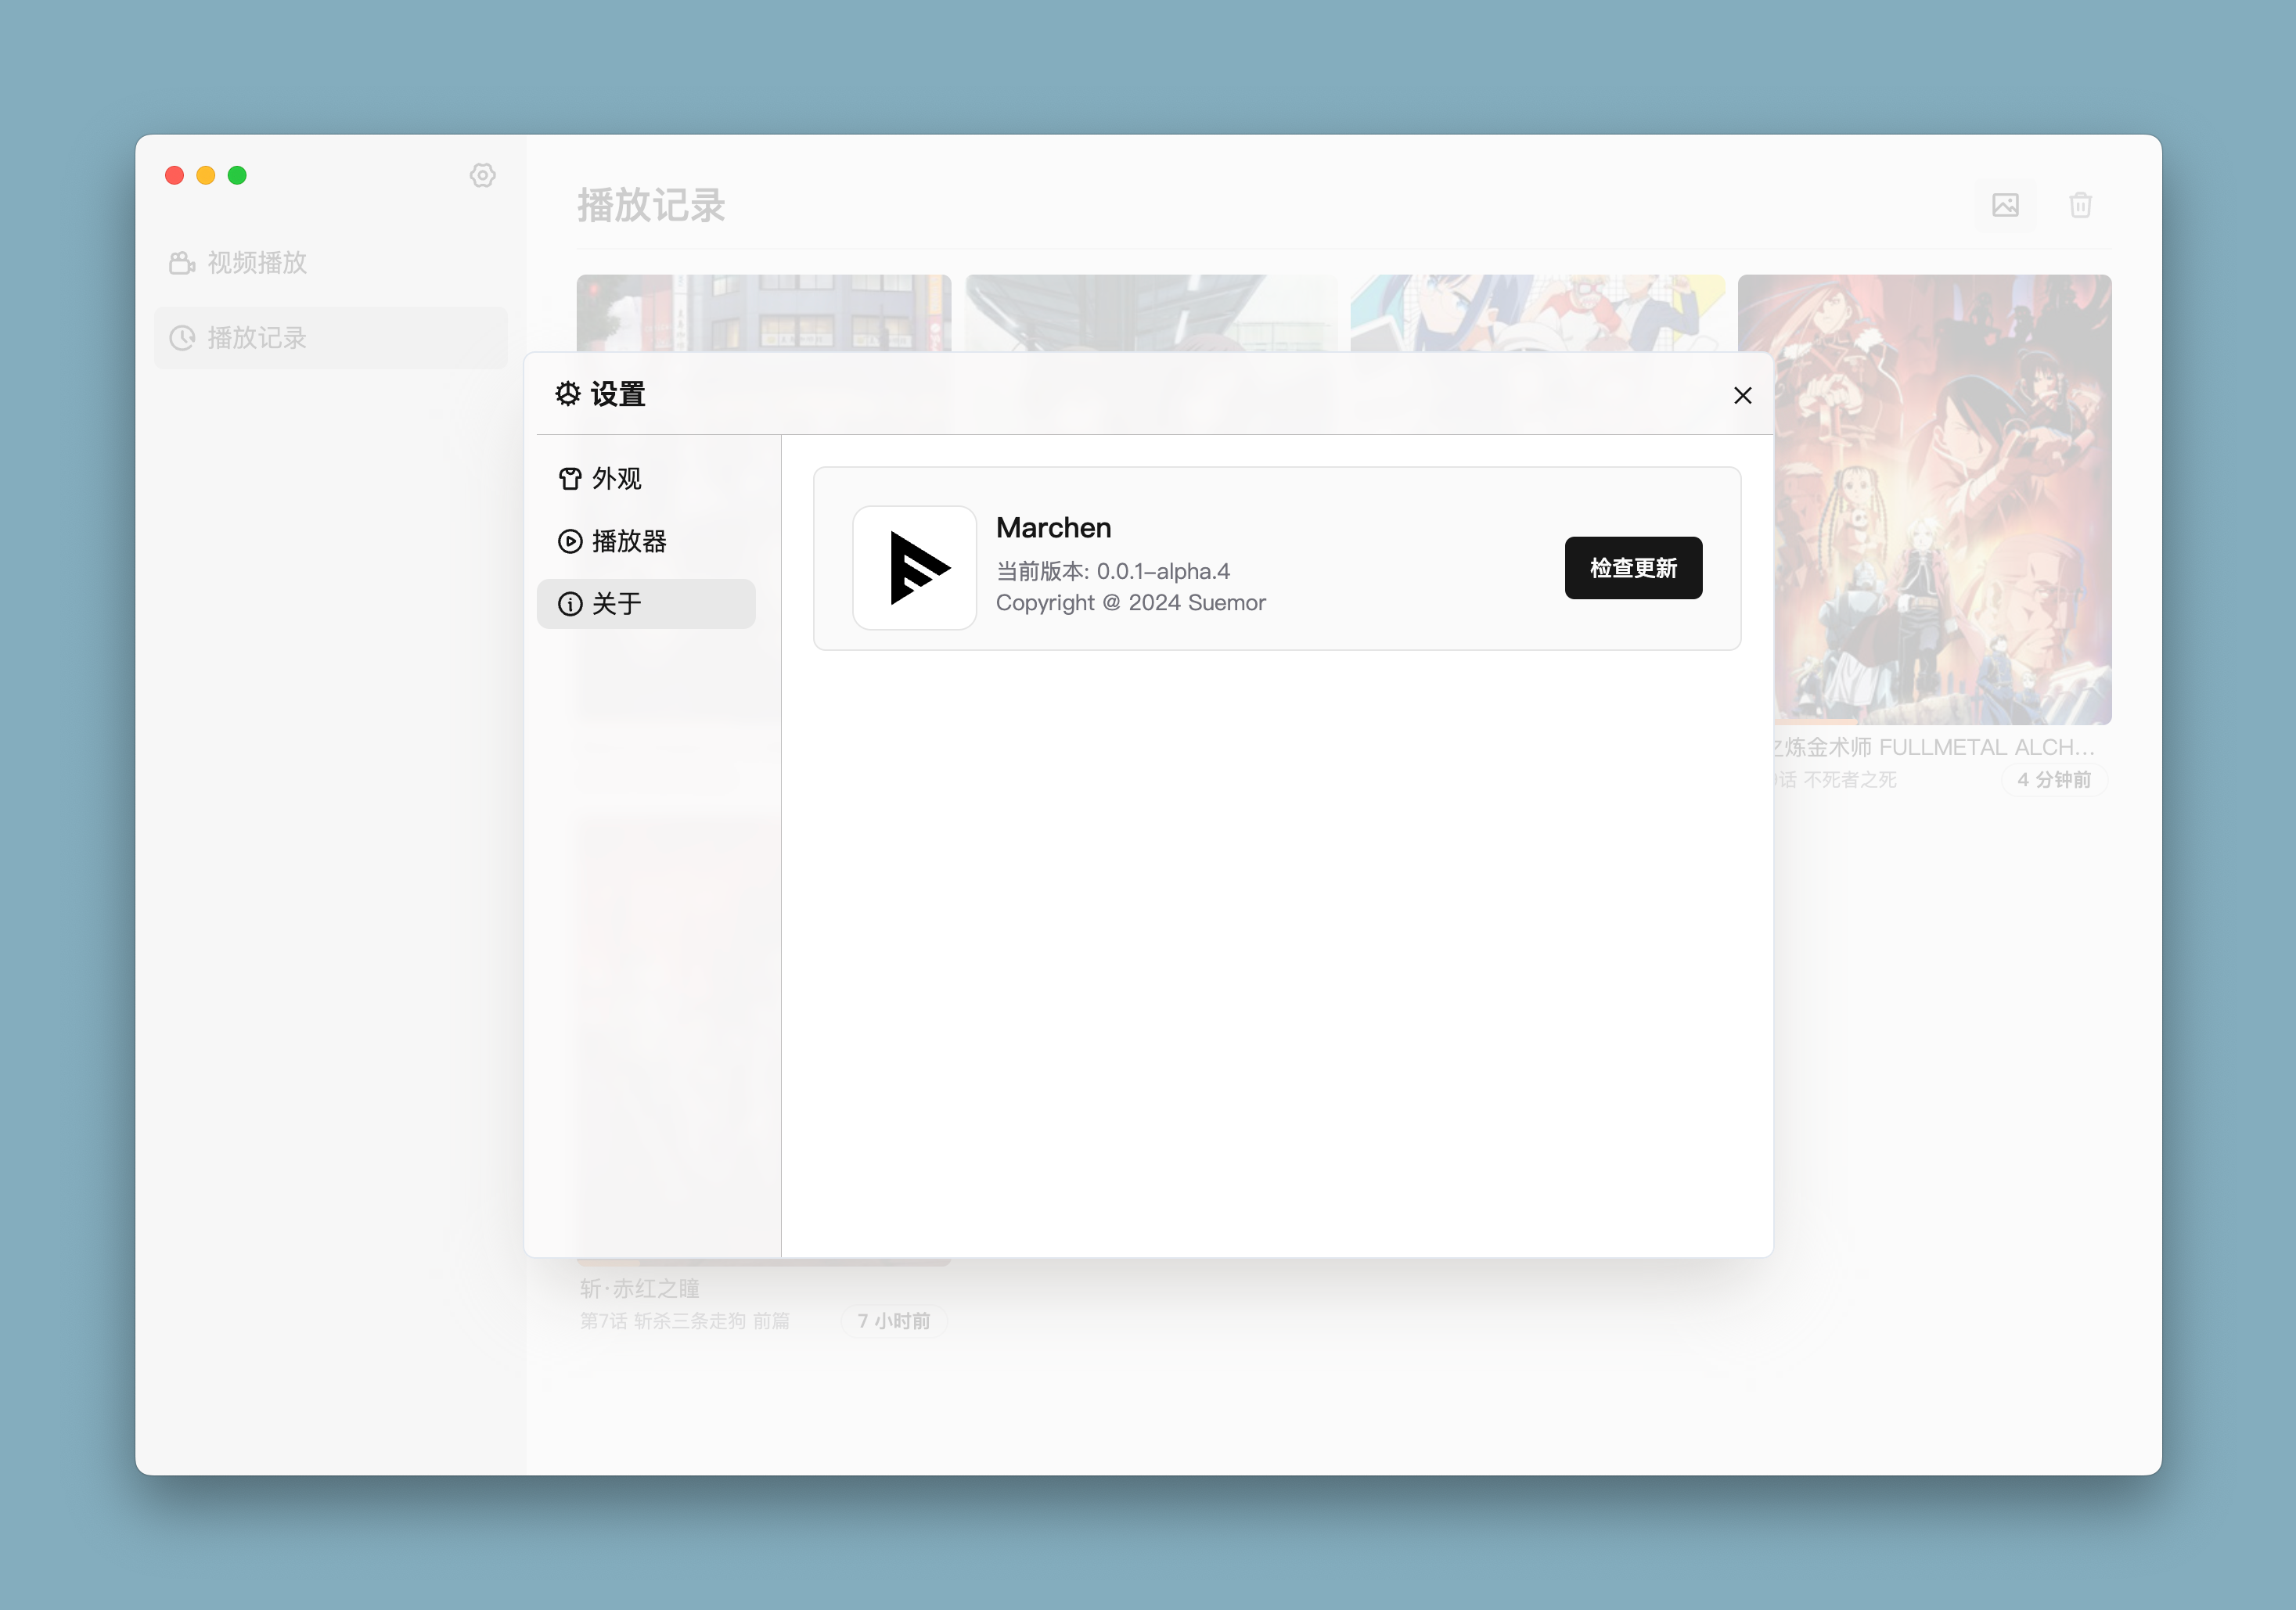 视频播放
播放记录
播放记录
设置
外观
播放器
关于
Marchen
当前版本: 0.0.1-alpha.4
Copyright @ 2024 Suemor
检查更新
之炼金术师 FULLMETAL ALCH...
话 不死者之死
4 分钟前
斩·赤红之瞳
第7话 斩杀三条走狗 前篇
7 小时前